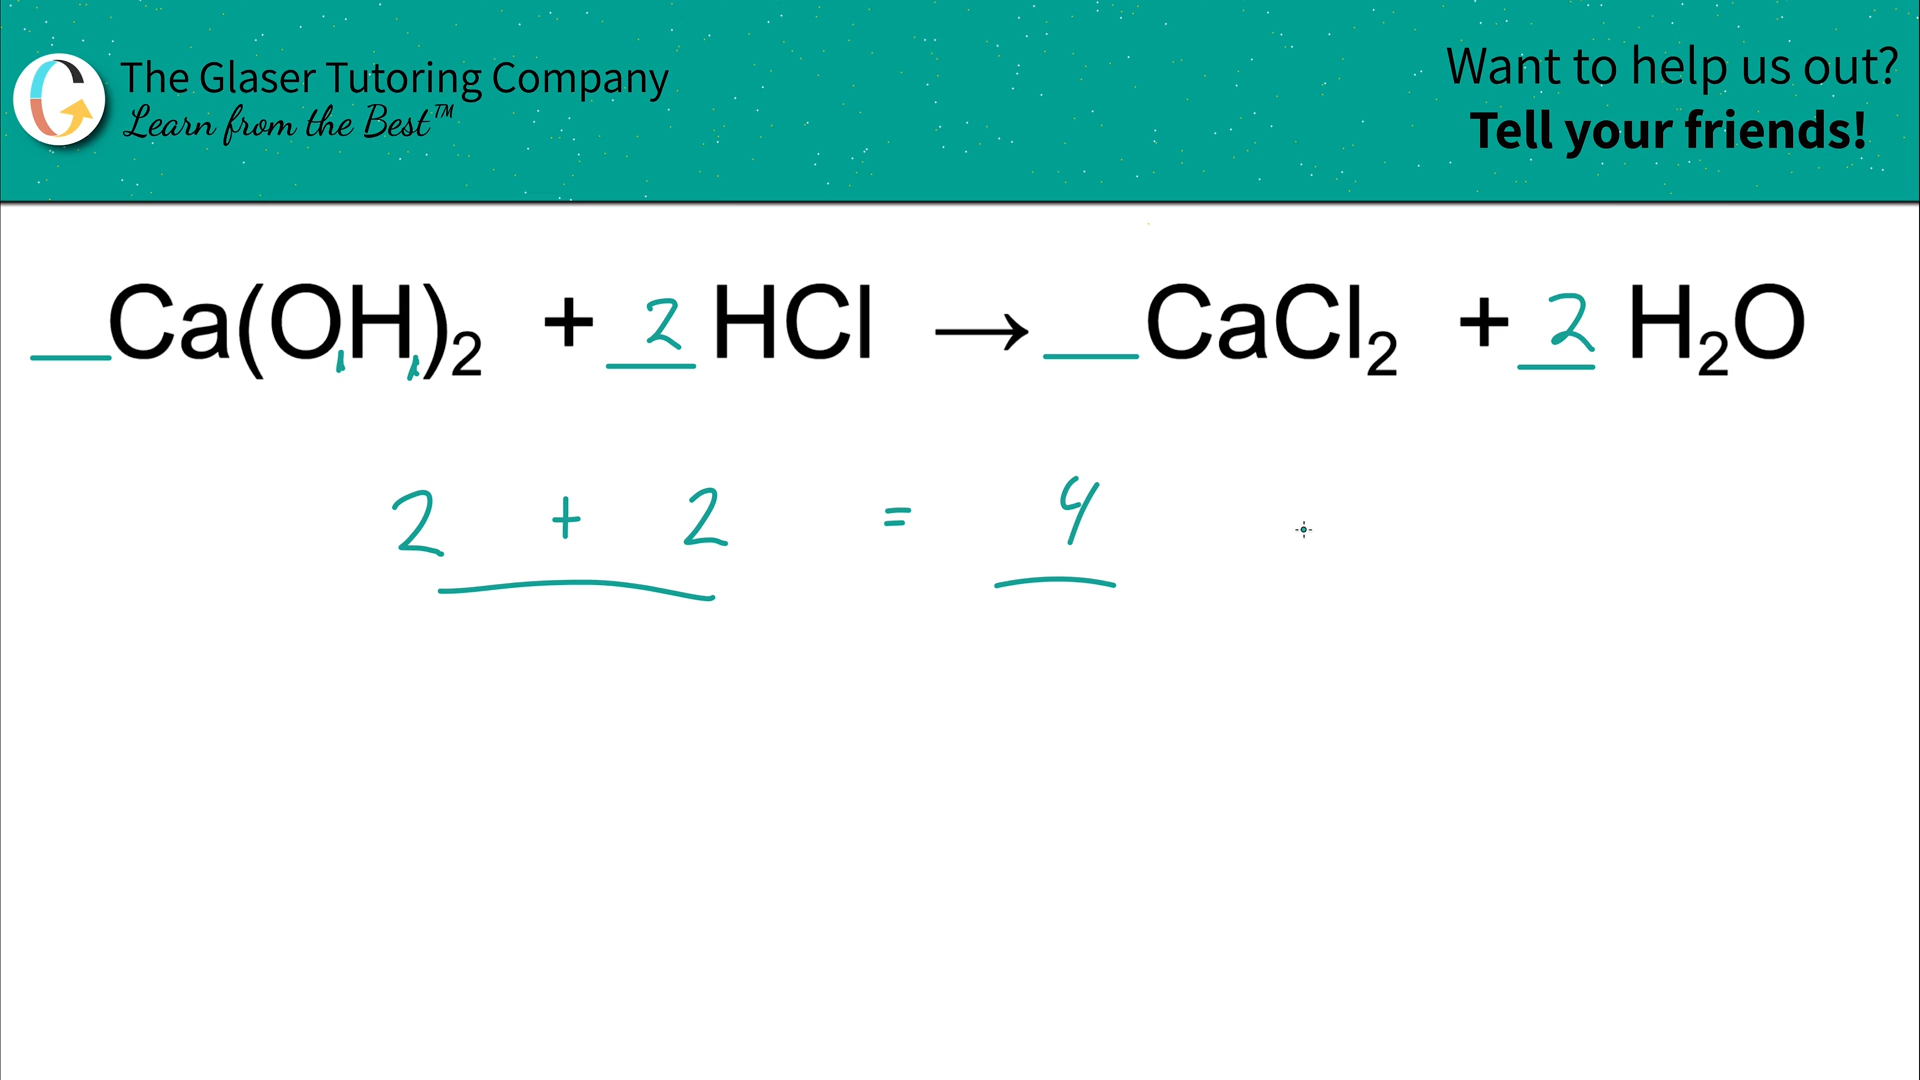 The Glaser Tutoring Company
Learn from the Best™
Want to help us out?
Tell your friends!
__Ca(OH)₂ + 2 HCl → __CaCl₂ + 2 H₂O
2 + 2 = 4